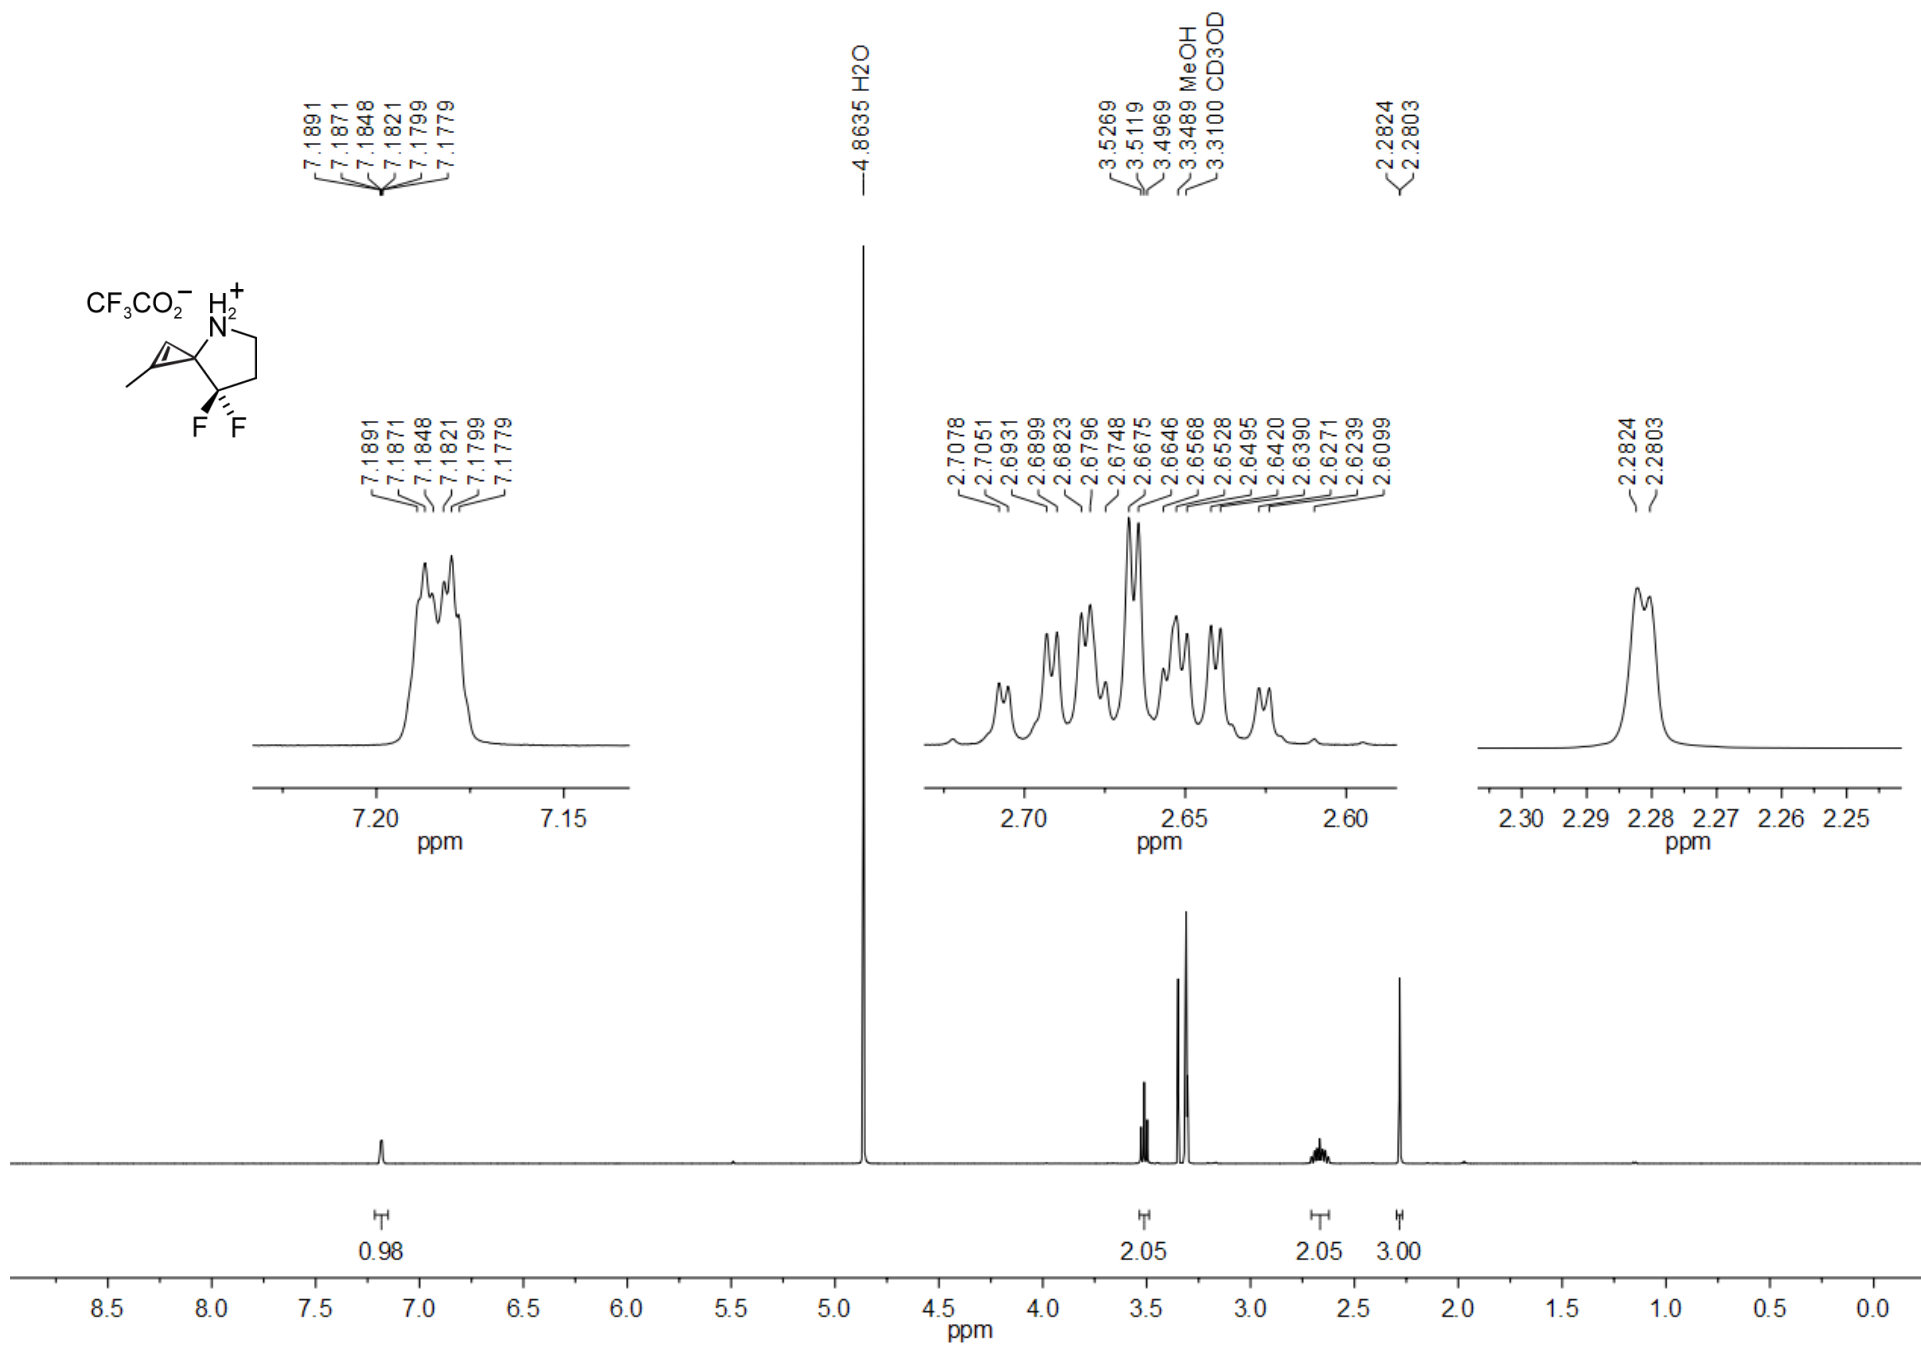 7.1891
7.1871
7.1848
7.1821
7.1799
7.1779
4.8635 H2O
3.5269
3.5119
3.4969
3.3489 MeOH
3.3100 CD3OD
2.2824
2.2803
CF3CO2− H2+
N
F F
7.1891
7.1871
7.1848
7.1821
7.1799
7.1779
2.7078
2.7051
2.6931
2.6899
2.6823
2.6796
2.6748
2.6675
2.6646
2.6568
2.6528
2.6495
2.6420
2.6390
2.6271
2.6239
2.6099
2.2824
2.2803
7.20 7.15
ppm
2.70 2.65 2.60
ppm
2.30 2.29 2.28 2.27 2.26 2.25
ppm
0.98 2.05 2.05 3.00
8.5 8.0 7.5 7.0 6.5 6.0 5.5 5.0 4.5 4.0 3.5 3.0 2.5 2.0 1.5 1.0 0.5 0.0
ppm